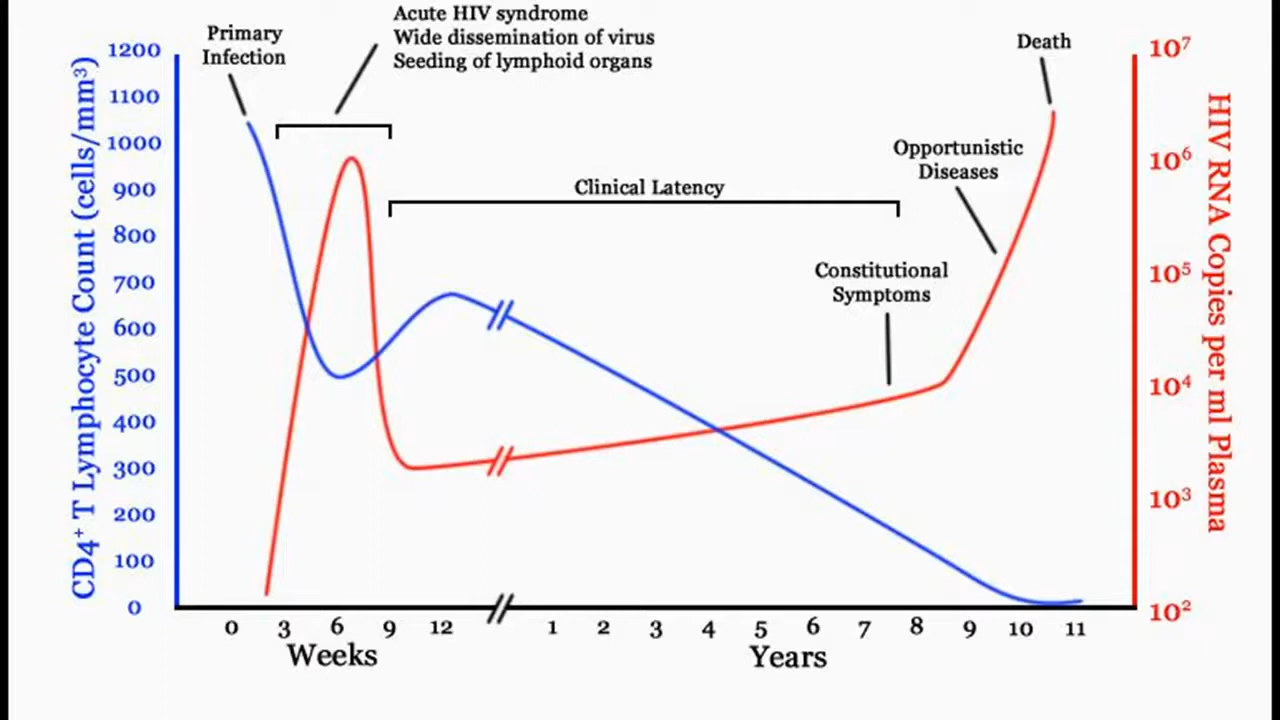 Primary
Infection
Acute HIV syndrome
Wide dissemination of virus
Seeding of lymphoid organs
Death
Opportunistic
Diseases
Clinical Latency
Constitutional
Symptoms
CD4⁺ T Lymphocyte Count (cells/mm³)
1200
1100
1000
900
800
700
600
500
400
300
200
100
0
10⁷
10⁶
10⁵
10⁴
10³
10²
HIV RNA Copies per ml Plasma
0 3 6 9 12 1 2 3 4 5 6 7 8 9 10 11
Weeks Years